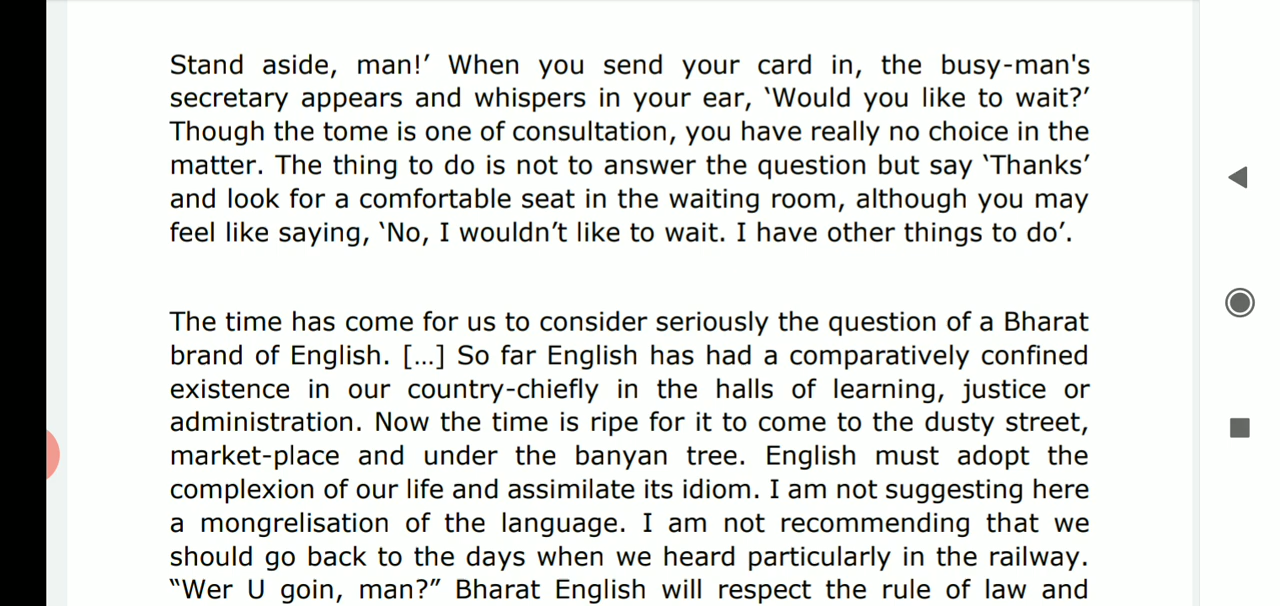 Stand aside, man!’ When you send your card in, the busy-man's
secretary appears and whispers in your ear, ‘Would you like to wait?’
Though the tome is one of consultation, you have really no choice in the
matter. The thing to do is not to answer the question but say ‘Thanks’
and look for a comfortable seat in the waiting room, although you may
feel like saying, ‘No, I wouldn’t like to wait. I have other things to do’.
The time has come for us to consider seriously the question of a Bharat
brand of English. […] So far English has had a comparatively confined
existence in our country-chiefly in the halls of learning, justice or
administration. Now the time is ripe for it to come to the dusty street,
market-place and under the banyan tree. English must adopt the
complexion of our life and assimilate its idiom. I am not suggesting here
a mongrelisation of the language. I am not recommending that we
should go back to the days when we heard particularly in the railway.
“Wer U goin, man?” Bharat English will respect the rule of law and